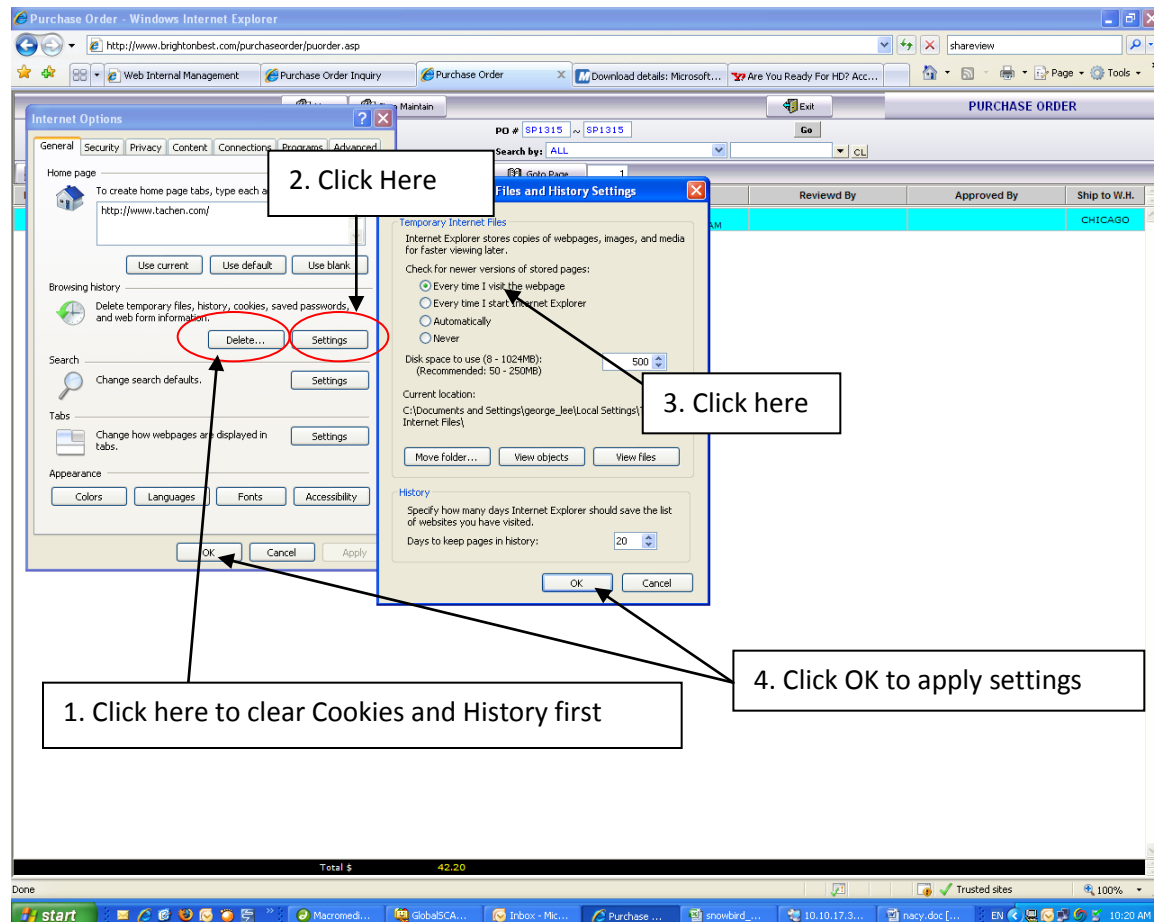 Purchase Order - Windows Internet Explorer
http://www.brightonbest.com/purchaseorder/puorder.asp
shareview
Web Internal Management
Purchase Order Inquiry
Purchase Order
X
Download details: Microsoft...
Are You Ready For HD? Acc...
Page
Tools
Maintain
Exit
PURCHASE ORDER
PO # SP1315 ~ SP1315
Go
Search by: ALL
CL
Goto Page 1
Reviewd By
Approved By
Ship to W.H.
AM
CHICAGO
Internet Options
General
Security
Privacy
Content
Connections
Programs
Advanced
Home page
To create home page tabs, type each a
http://www.tachen.com/
Use current
Use default
Use blank
Browsing history
Delete temporary files, history, cookies, saved passwords,
and web form information.
Delete...
Settings
Search
Change search defaults.
Settings
Tabs
Change how webpages are displayed in
tabs.
Settings
Appearance
Colors
Languages
Fonts
Accessibility
OK
Cancel
Apply
2. Click Here
Files and History Settings
Temporary Internet Files
Internet Explorer stores copies of webpages, images, and media
for faster viewing later.
Check for newer versions of stored pages:
Every time I visit the webpage
Every time I start Internet Explorer
Automatically
Never
Disk space to use (8 - 1024MB):
(Recommended: 50 - 250MB)
500
Current location:
C:\Documents and Settings\george_lee\Local Settings\
Internet Files\
Move folder...
View objects
View files
History
Specify how many days Internet Explorer should save the list
of websites you have visited.
Days to keep pages in history:
20
OK
Cancel
3. Click here
4. Click OK to apply settings
1. Click here to clear Cookies and History first
Total $ 42.20
Done
Trusted sites
100%
start
Macromedi...
GlobalSCA...
Inbox - Mic...
Purchase ...
snowbird_...
10.10.17.3...
nacy.doc [...
EN
10:20 AM